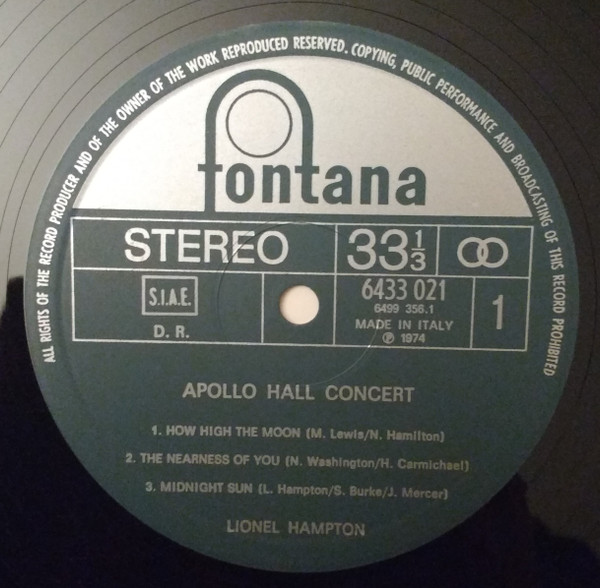 ALL RIGHTS OF THE RECORD PRODUCER AND OF THE OWNER OF THE WORK REPRODUCED RESERVED. COPYING, PUBLIC PERFORMANCE AND BROADCASTING OF THIS RECORD PROHIBITED
fontana
STEREO
33 1/3
S.I.A.E.
D. R.
6433 021
6499 356.1
MADE IN ITALY
℗ 1974
1
APOLLO HALL CONCERT
1. HOW HIGH THE MOON (M. Lewis/N. Hamilton)
2. THE NEARNESS OF YOU (N. Washington/H. Carmichael)
3. MIDNIGHT SUN (L. Hampton/S. Burke/J. Mercer)
LIONEL HAMPTON